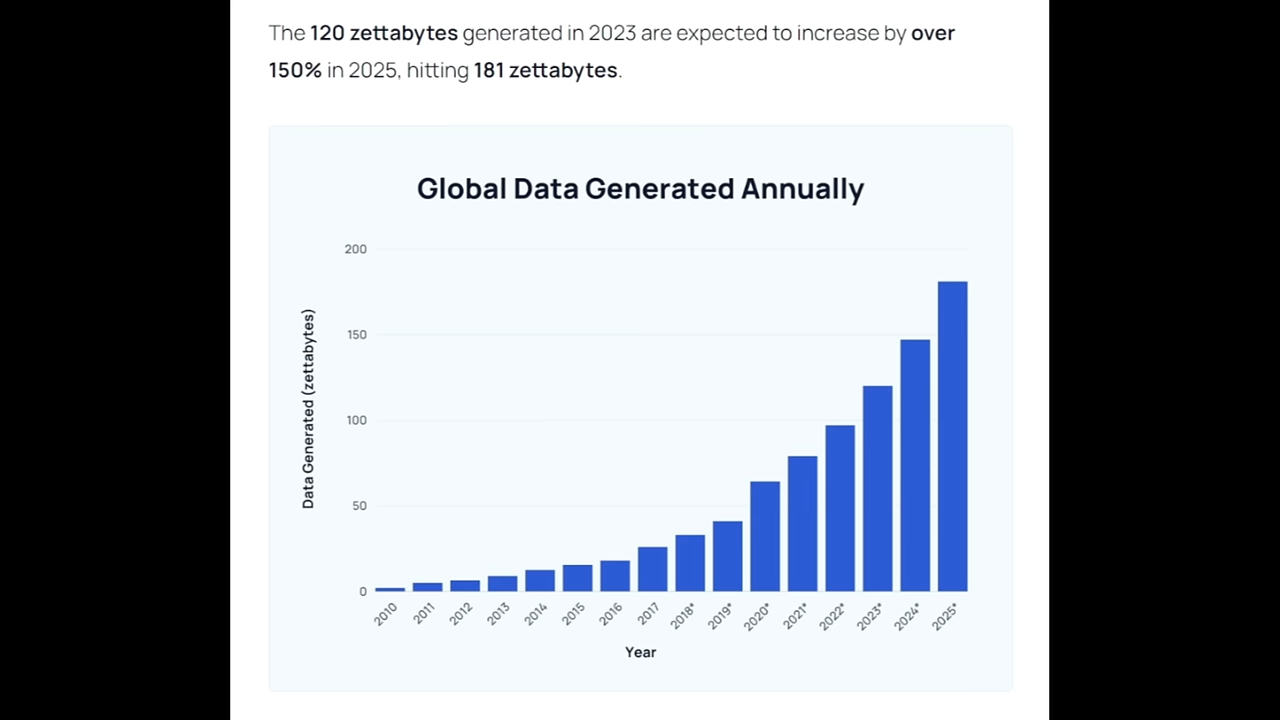 The 120 zettabytes generated in 2023 are expected to increase by over
150% in 2025, hitting 181 zettabytes.
Global Data Generated Annually
Data Generated (zettabytes)
200
150
100
50
0
2010 2011 2012 2013 2014 2015 2016 2017 2018* 2019* 2020* 2021* 2022* 2023* 2024* 2025*
Year